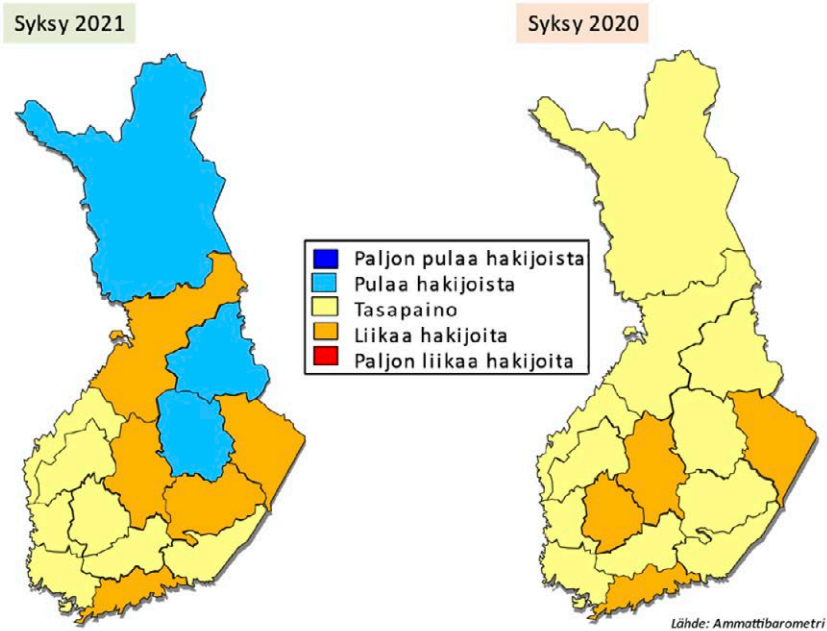 Syksy 2021
Syksy 2020
Paljon pulaa hakijoista
Pulaa hakijoista
Tasapaino
Liikaa hakijoita
Paljon liikaa hakijoita
Lähde: Ammattibarometri